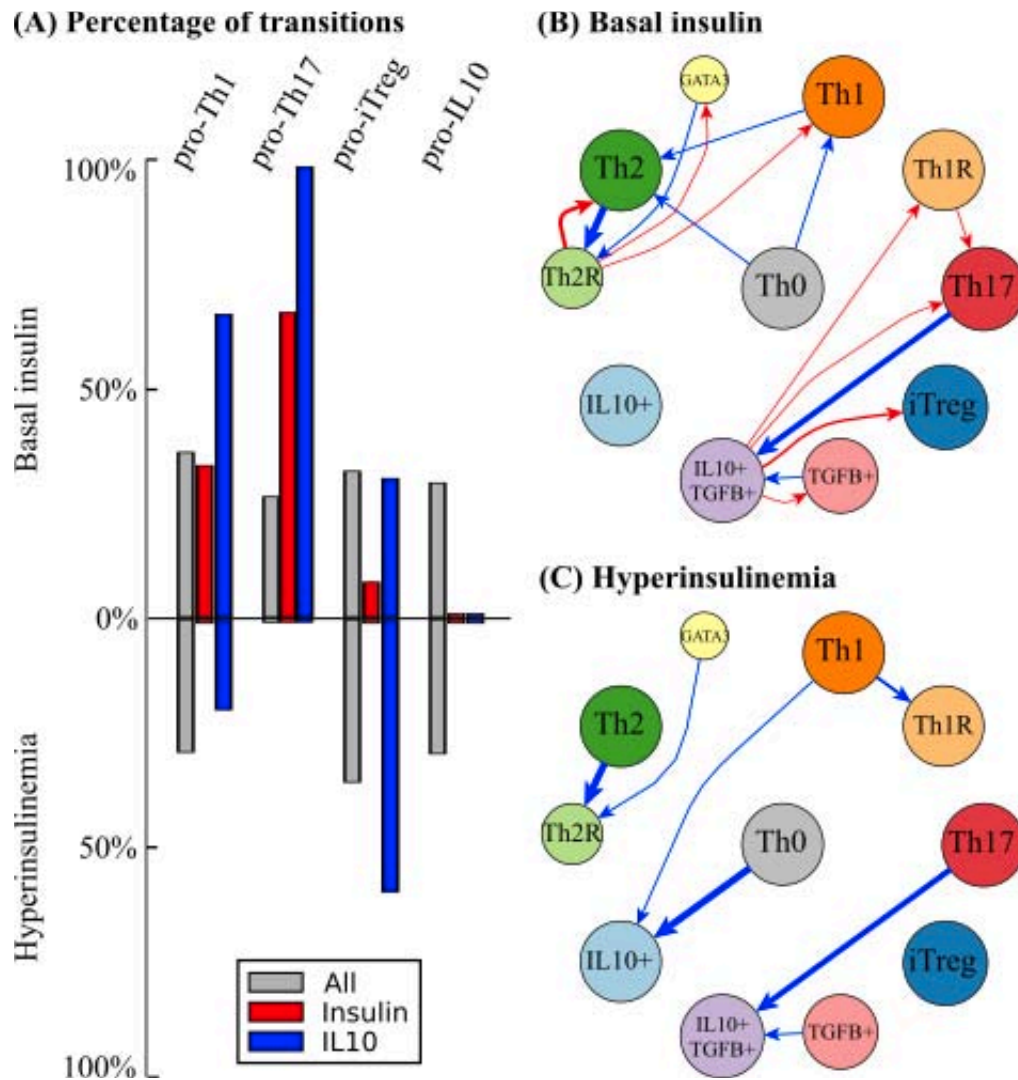 (A) Percentage of transitions
pro-Th1
pro-Th17
pro-iTreg
pro-IL10
100%
50%
0%
50%
100%
Basal insulin
Hyperinsulinemia
All
Insulin
IL10
(B) Basal insulin
GATA3
Th1
Th2
Th1R
Th2R
Th0
Th17
IL10+
iTreg
IL10+
TGFB+
TGFB+
(C) Hyperinsulinemia
GATA3
Th1
Th2
Th1R
Th2R
Th0
Th17
IL10+
iTreg
IL10+
TGFB+
TGFB+